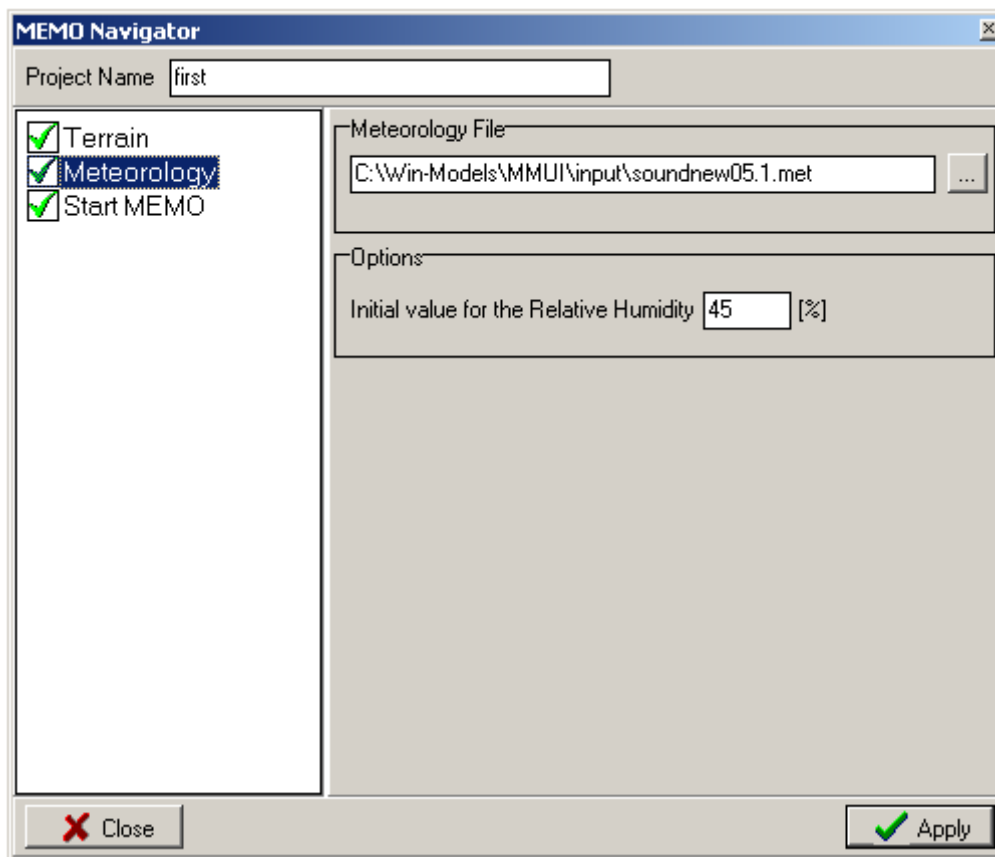 MEMO Navigator
Project Name first
Terrain
Meteorology
Start MEMO
Meteorology File
C:\Win-Models\MMUI\input\soundnew05.1.met ...
Options
Initial value for the Relative Humidity 45 [%]
Close Apply